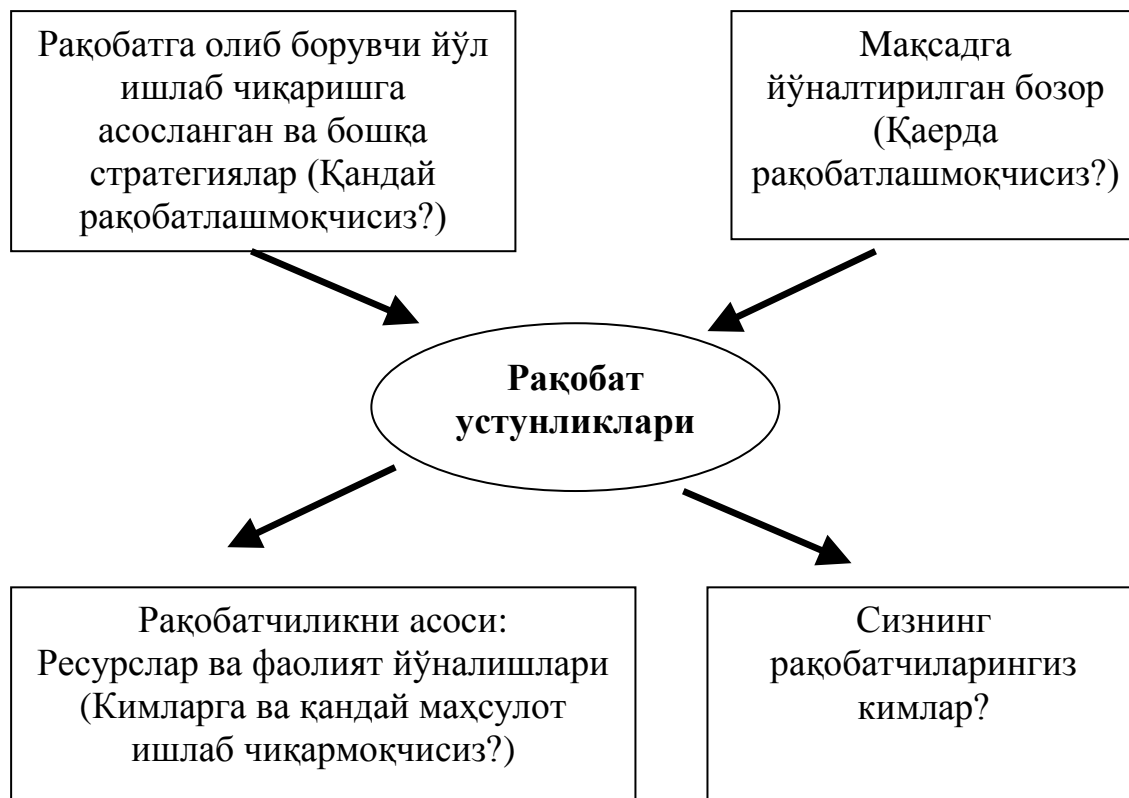 Рақобатга олиб борувчи йўл
ишлаб чиқаришга
асосланган ва бошқа
стратегиялар (Қандай
рақобатлашмоқчисиз?)
Мақсадга
йўналтирилган бозор
(Қаерда
рақобатлашмоқчисиз?)
Рақобат
устунликлари
Рақобатчиликни асоси:
Ресурслар ва фаолият йўналишлари
(Кимларга ва қандай маҳсулот
ишлаб чиқармоқчисиз?)
Сизнинг
рақобатчиларингиз
кимлар?